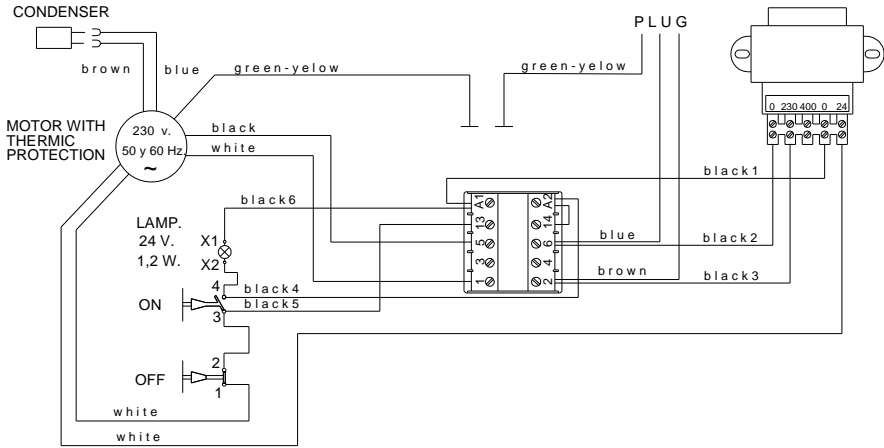 CONDENSER
PLUG
brown
blue
green-yelow
green-yelow
0 230 400 0 24
MOTOR WITH
THERMIC
PROTECTION
230 v.
50 y 60 Hz.
~
black
white
black1
black6
A1
A2
13
14
5
6
3
4
1
2
LAMP.
24 V.
1,2 W.
X1
X2
blue
black2
brown
black3
4
black4
black5
ON
3
2
OFF
1
white
white